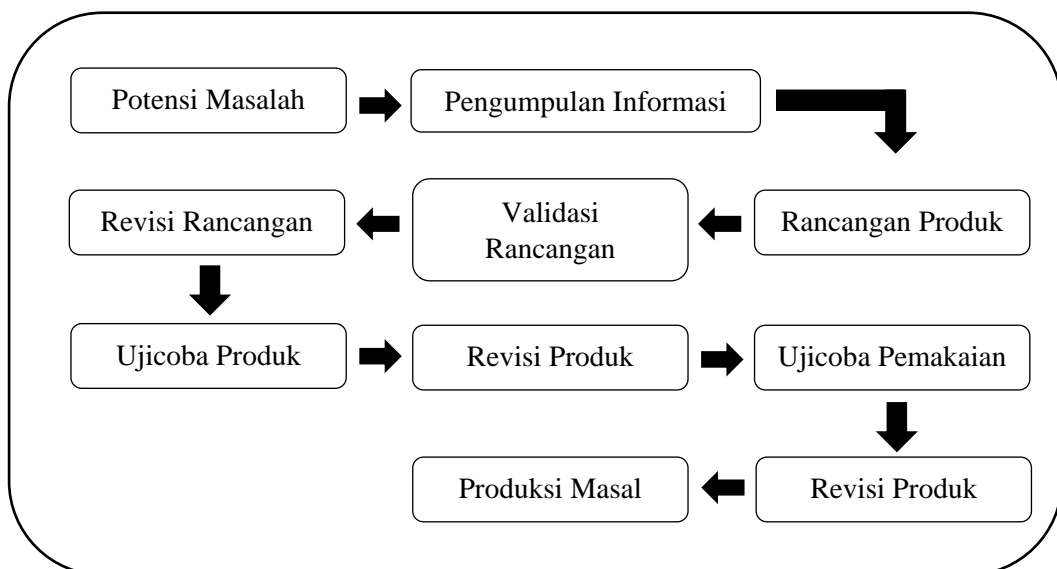 Potensi Masalah
Pengumpulan Informasi
Rancangan Produk
Validasi
Rancangan
Revisi Rancangan
Ujicoba Produk
Revisi Produk
Ujicoba Pemakaian
Revisi Produk
Produksi Masal